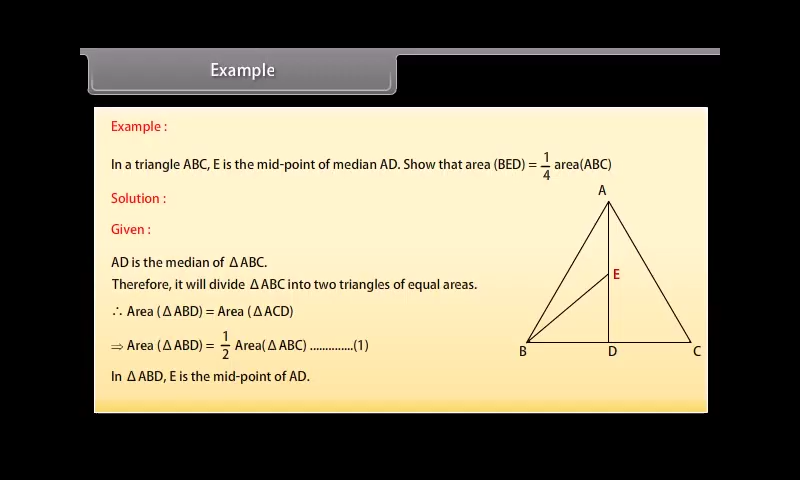 Example
Example :
In a triangle ABC, E is the mid-point of median AD. Show that area (BED) = 1/4 area(ABC)
Solution :
Given :
AD is the median of ΔABC.
Therefore, it will divide ΔABC into two triangles of equal areas.
∴ Area (ΔABD) = Area (ΔACD)
⇒ Area (ΔABD) = 1/2 Area(ΔABC) ..............(1)
In ΔABD, E is the mid-point of AD.
A
E
B
D
C